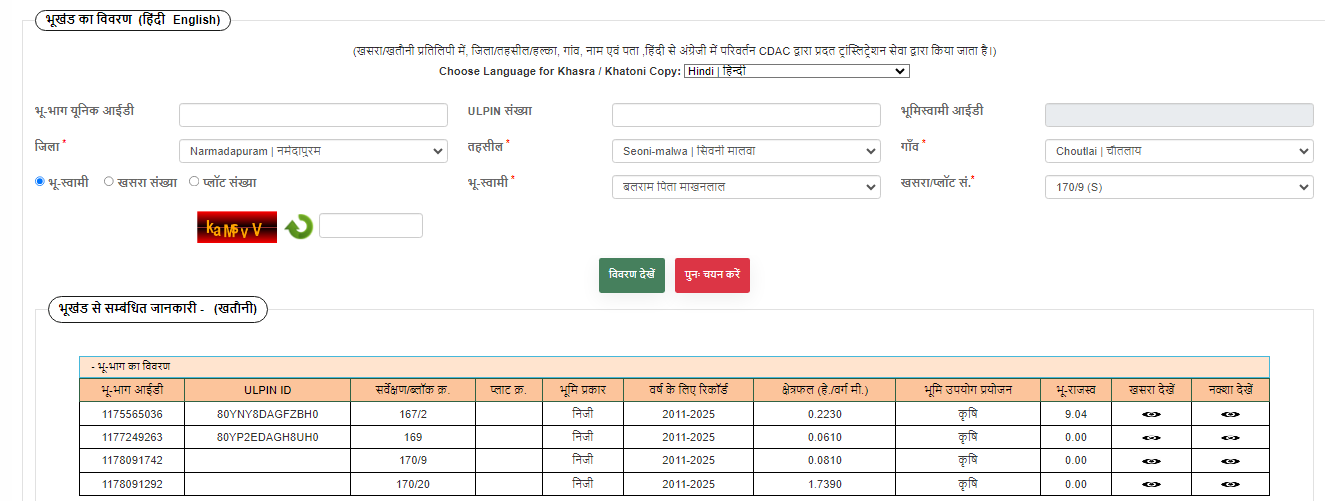 भूखंड का विवरण (हिंदी English)
(खसरा/खतौनी प्रतिलिपी में, जिला/तहसील/हल्का, गांव, नाम एवं पता ,हिंदी से अंग्रेजी में परिवर्तन CDAC द्वारा प्रदत ट्रांस्लिट्रेशन सेवा द्वारा किया जाता है।)
Choose Language for Khasra / Khatoni Copy: Hindi | हिन्दी
भू-भाग यूनिक आईडी ULPIN संख्या भूमिस्वामी आईडी
जिला * Narmadapuram | नर्मदापुरम तहसील * Seoni-malwa | सिवनी मालवा गाँव * Choutlai | चौतलाय
भू-स्वामी खसरा संख्या प्लॉट संख्या भू-स्वामी * बलराम पिता माखनलाल खसरा/प्लॉट सं.* 170/9 (S)
kaMsvV
विवरण देखें पुनः चयन करें
भूखंड से सम्बंधित जानकारी - (खतौनी)
- भू-भाग का विवरण
भू-भाग आईडी ULPIN ID सर्वेक्षण/ब्लॉक क्र. प्लाट क्र. भूमि प्रकार वर्ष के लिए रिकॉर्ड क्षेत्रफल (हे./वर्ग मी.) भूमि उपयोग प्रयोजन भू-राजस्व खसरा देखें नक्शा देखें
1175565036 80YNY8DAGFZBH0 167/2 निजी 2011-2025 0.2230 कृषि 9.04
1177249263 80YP2EDAGH8UH0 169 निजी 2011-2025 0.0610 कृषि 0.00
1178091742 170/9 निजी 2011-2025 0.0810 कृषि 0.00
1178091292 170/20 निजी 2011-2025 1.7390 कृषि 0.00